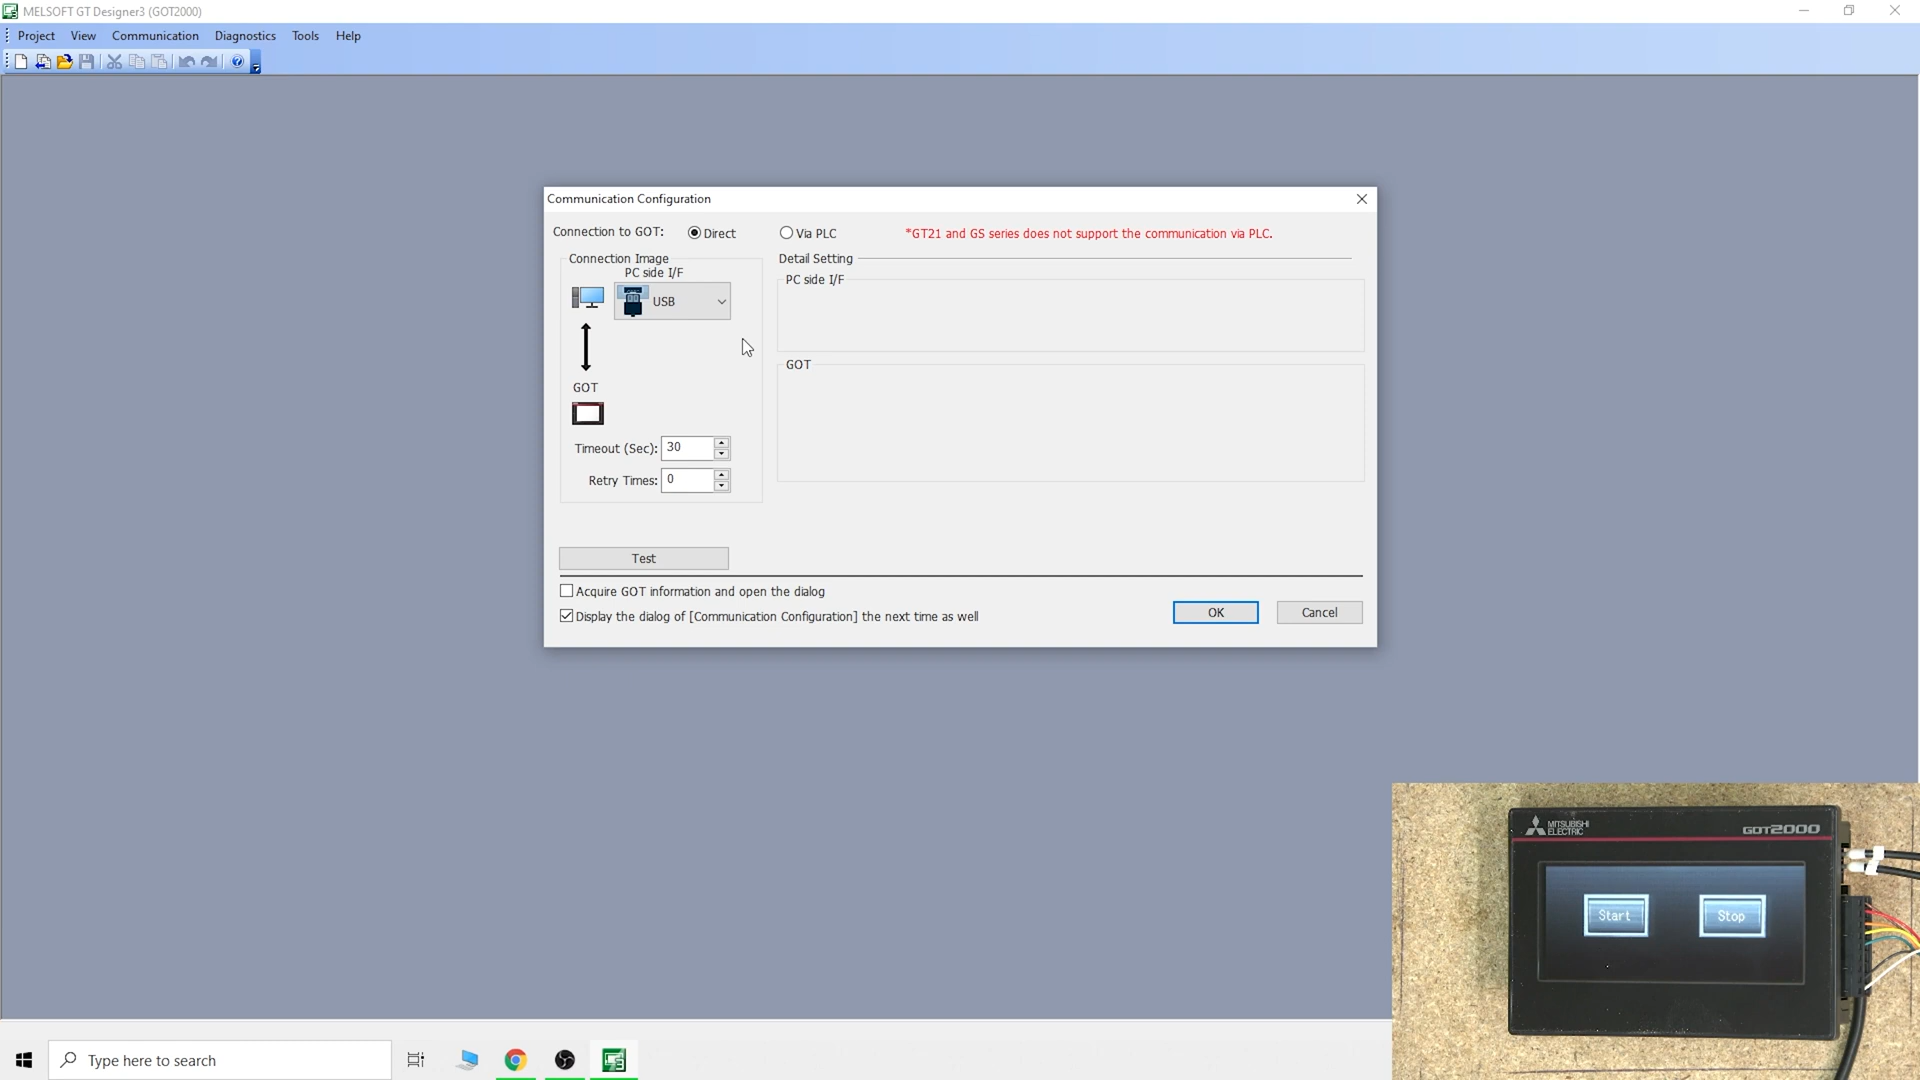 MELSOFT GT Designer3 (GOT2000)
Project View Communication Diagnostics Tools Help
Communication Configuration
Connection to GOT: Direct Via PLC *GT21 and GS series does not support the communication via PLC.
Connection Image
PC side I/F
USB
GOT
Timeout (Sec): 30
Retry Times: 0
Detail Setting
PC side I/F
GOT
Test
Acquire GOT information and open the dialog
Display the dialog of [Communication Configuration] the next time as well
OK Cancel
MITSUBISHI
ELECTRIC
GOT2000
Start Stop
Type here to search